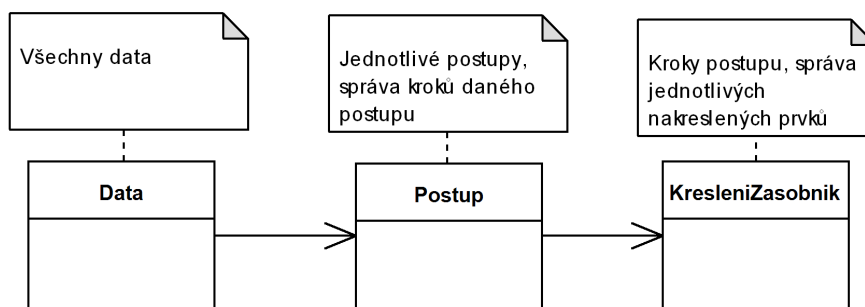 Všechny data
Jednotlivé postupy,
správa kroků daného
postupu
Kroky postupu, správa
jednotlivých
nakreslených prvků
Data
Postup
KresleniZasobnik